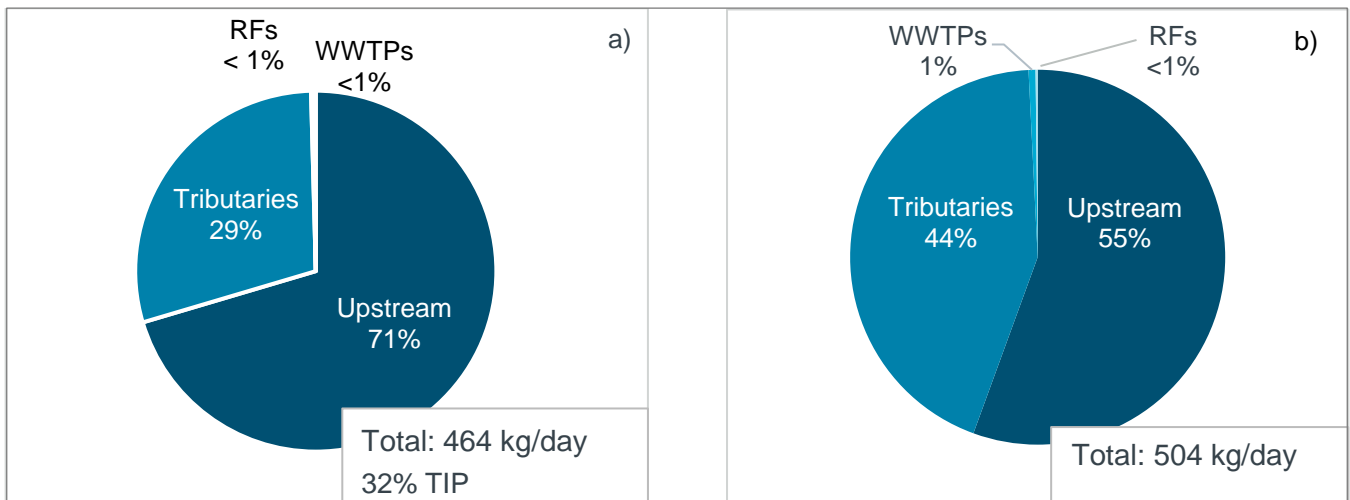 RFs
< 1%
WWTPs
<1%
a)
Tributaries
29%
Upstream
71%
Total: 464 kg/day
32% TIP
WWTPs
1%
RFs
<1%
b)
Tributaries
44%
Upstream
55%
Total: 504 kg/day